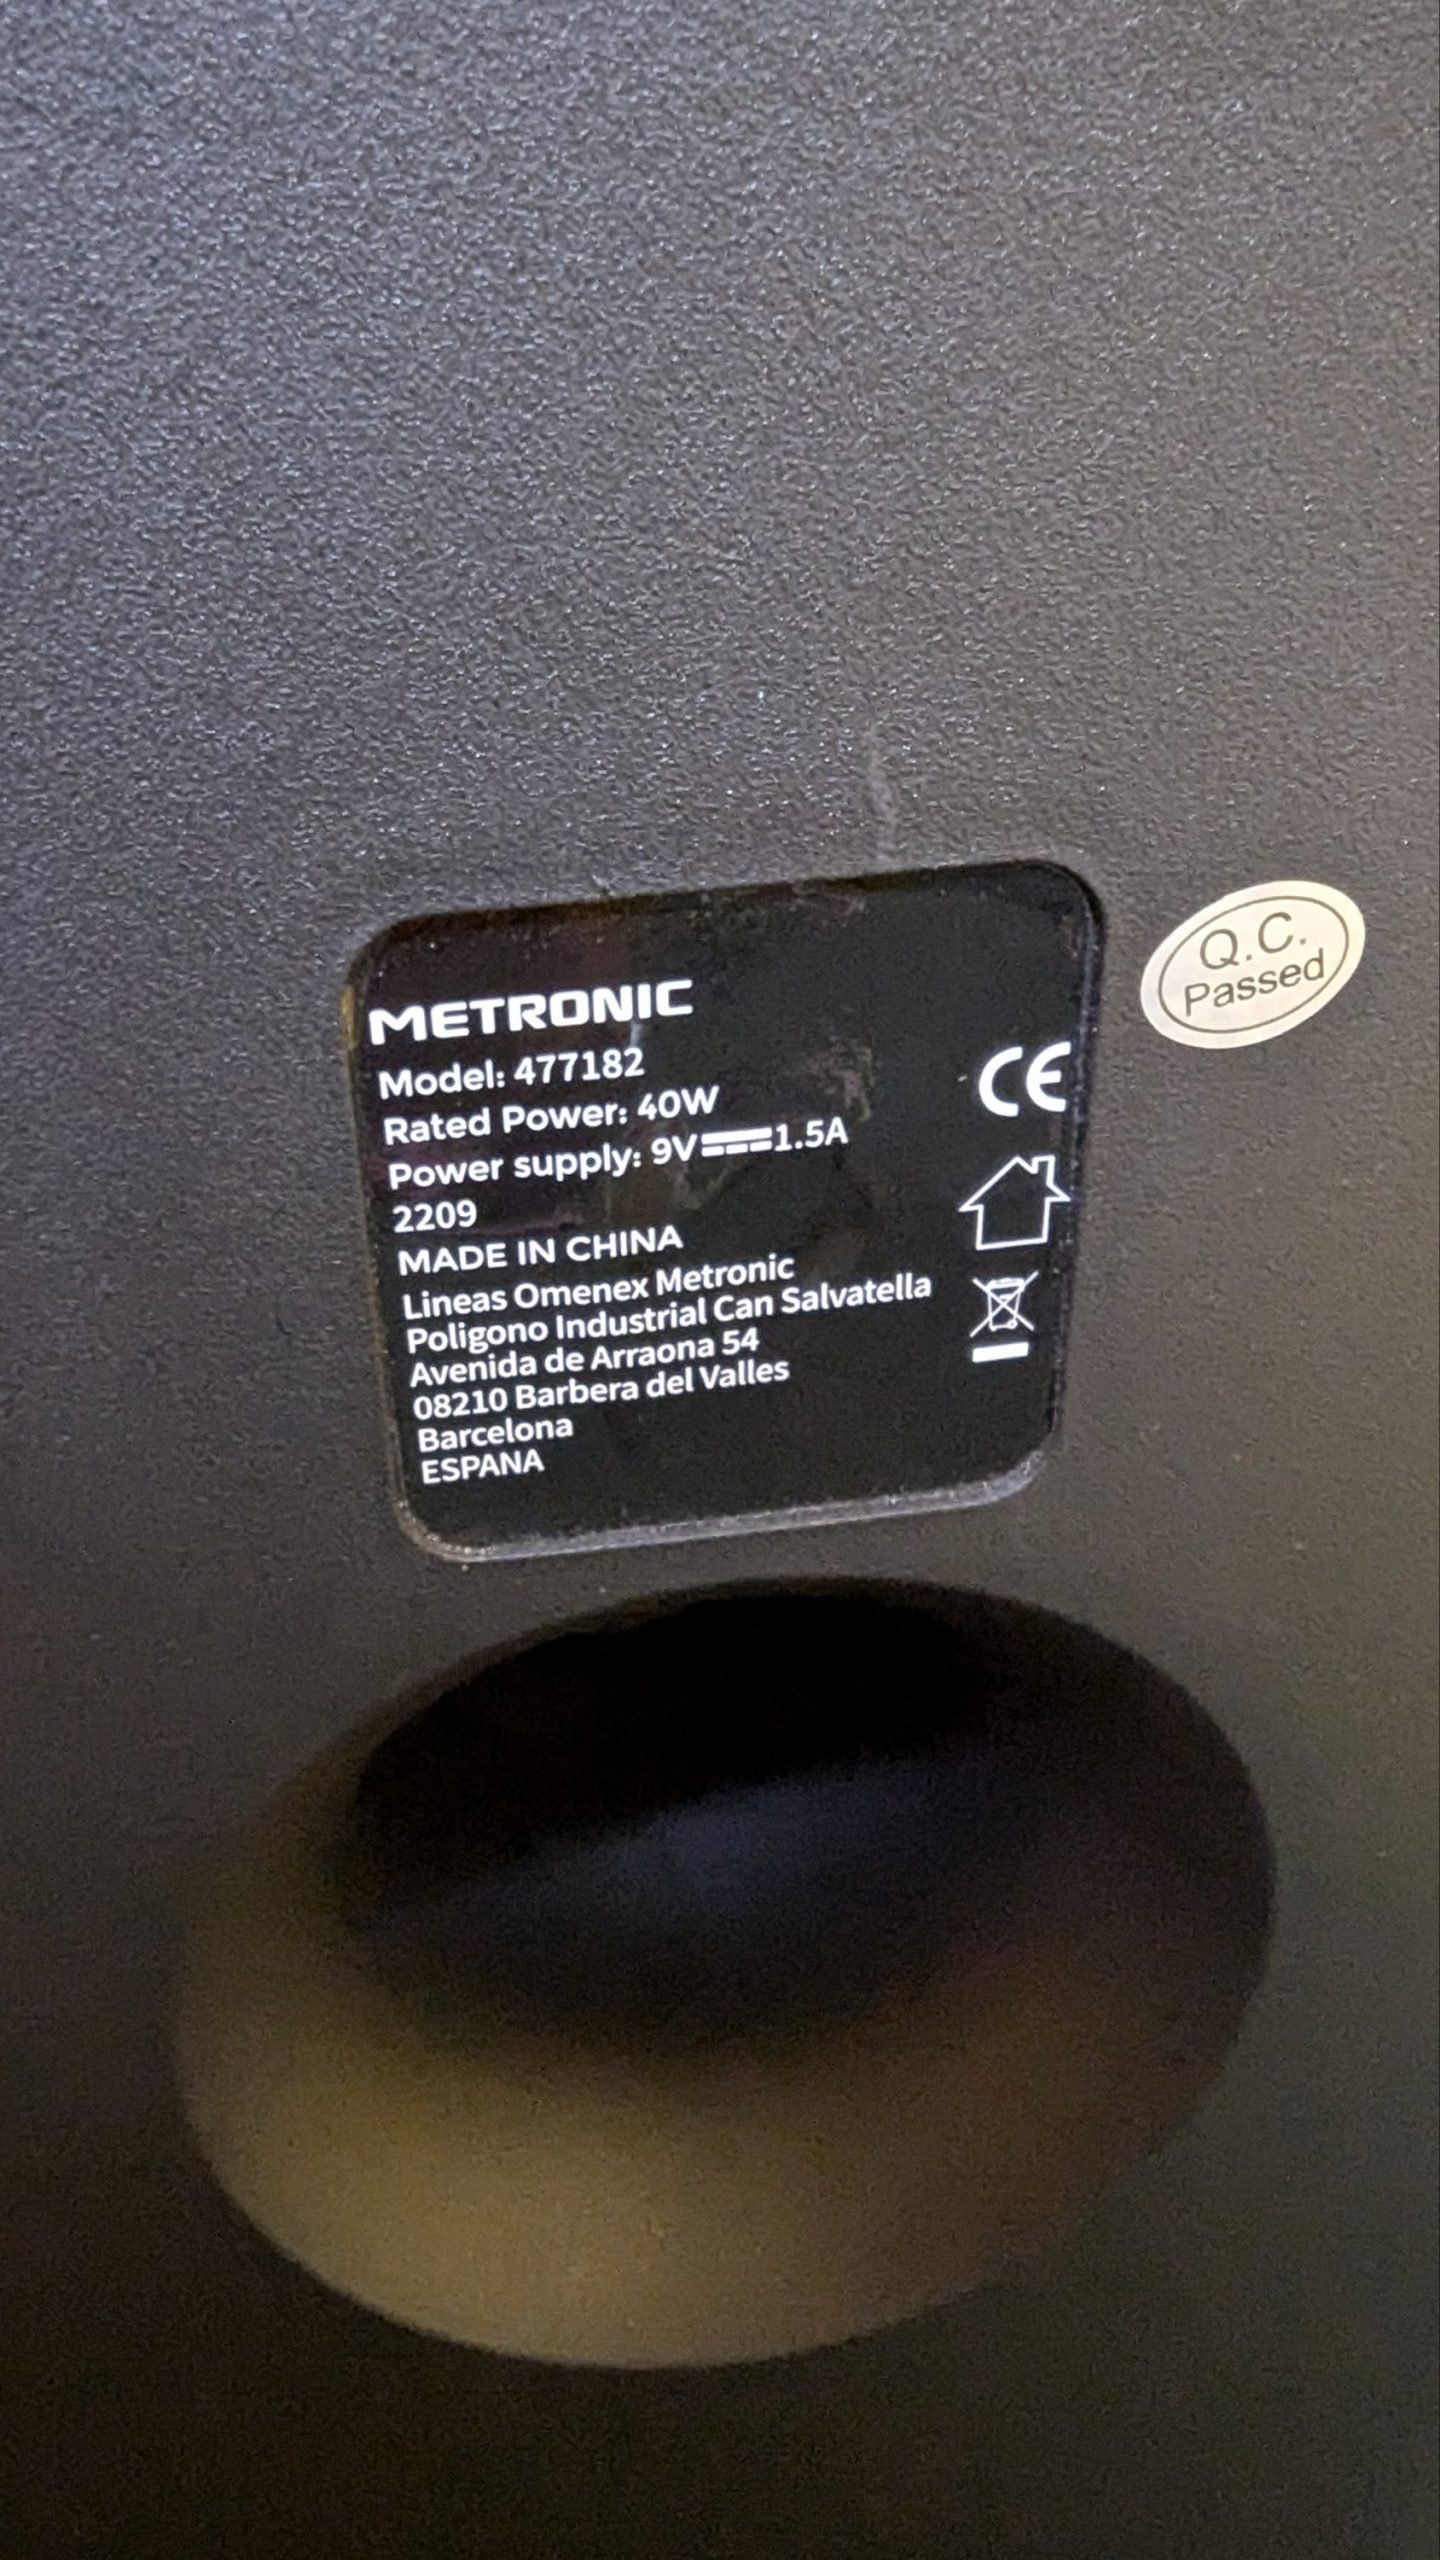 METRONIC
Model: 477182
Rated Power: 40W
Power supply: 9V⎓1.5A
2209
MADE IN CHINA
Lineas Omenex Metronic
Poligono Industrial Can Salvatella
Avenida de Arraona 54
08210 Barbera del Valles
Barcelona
ESPANA
CE
Q.C.
Passed